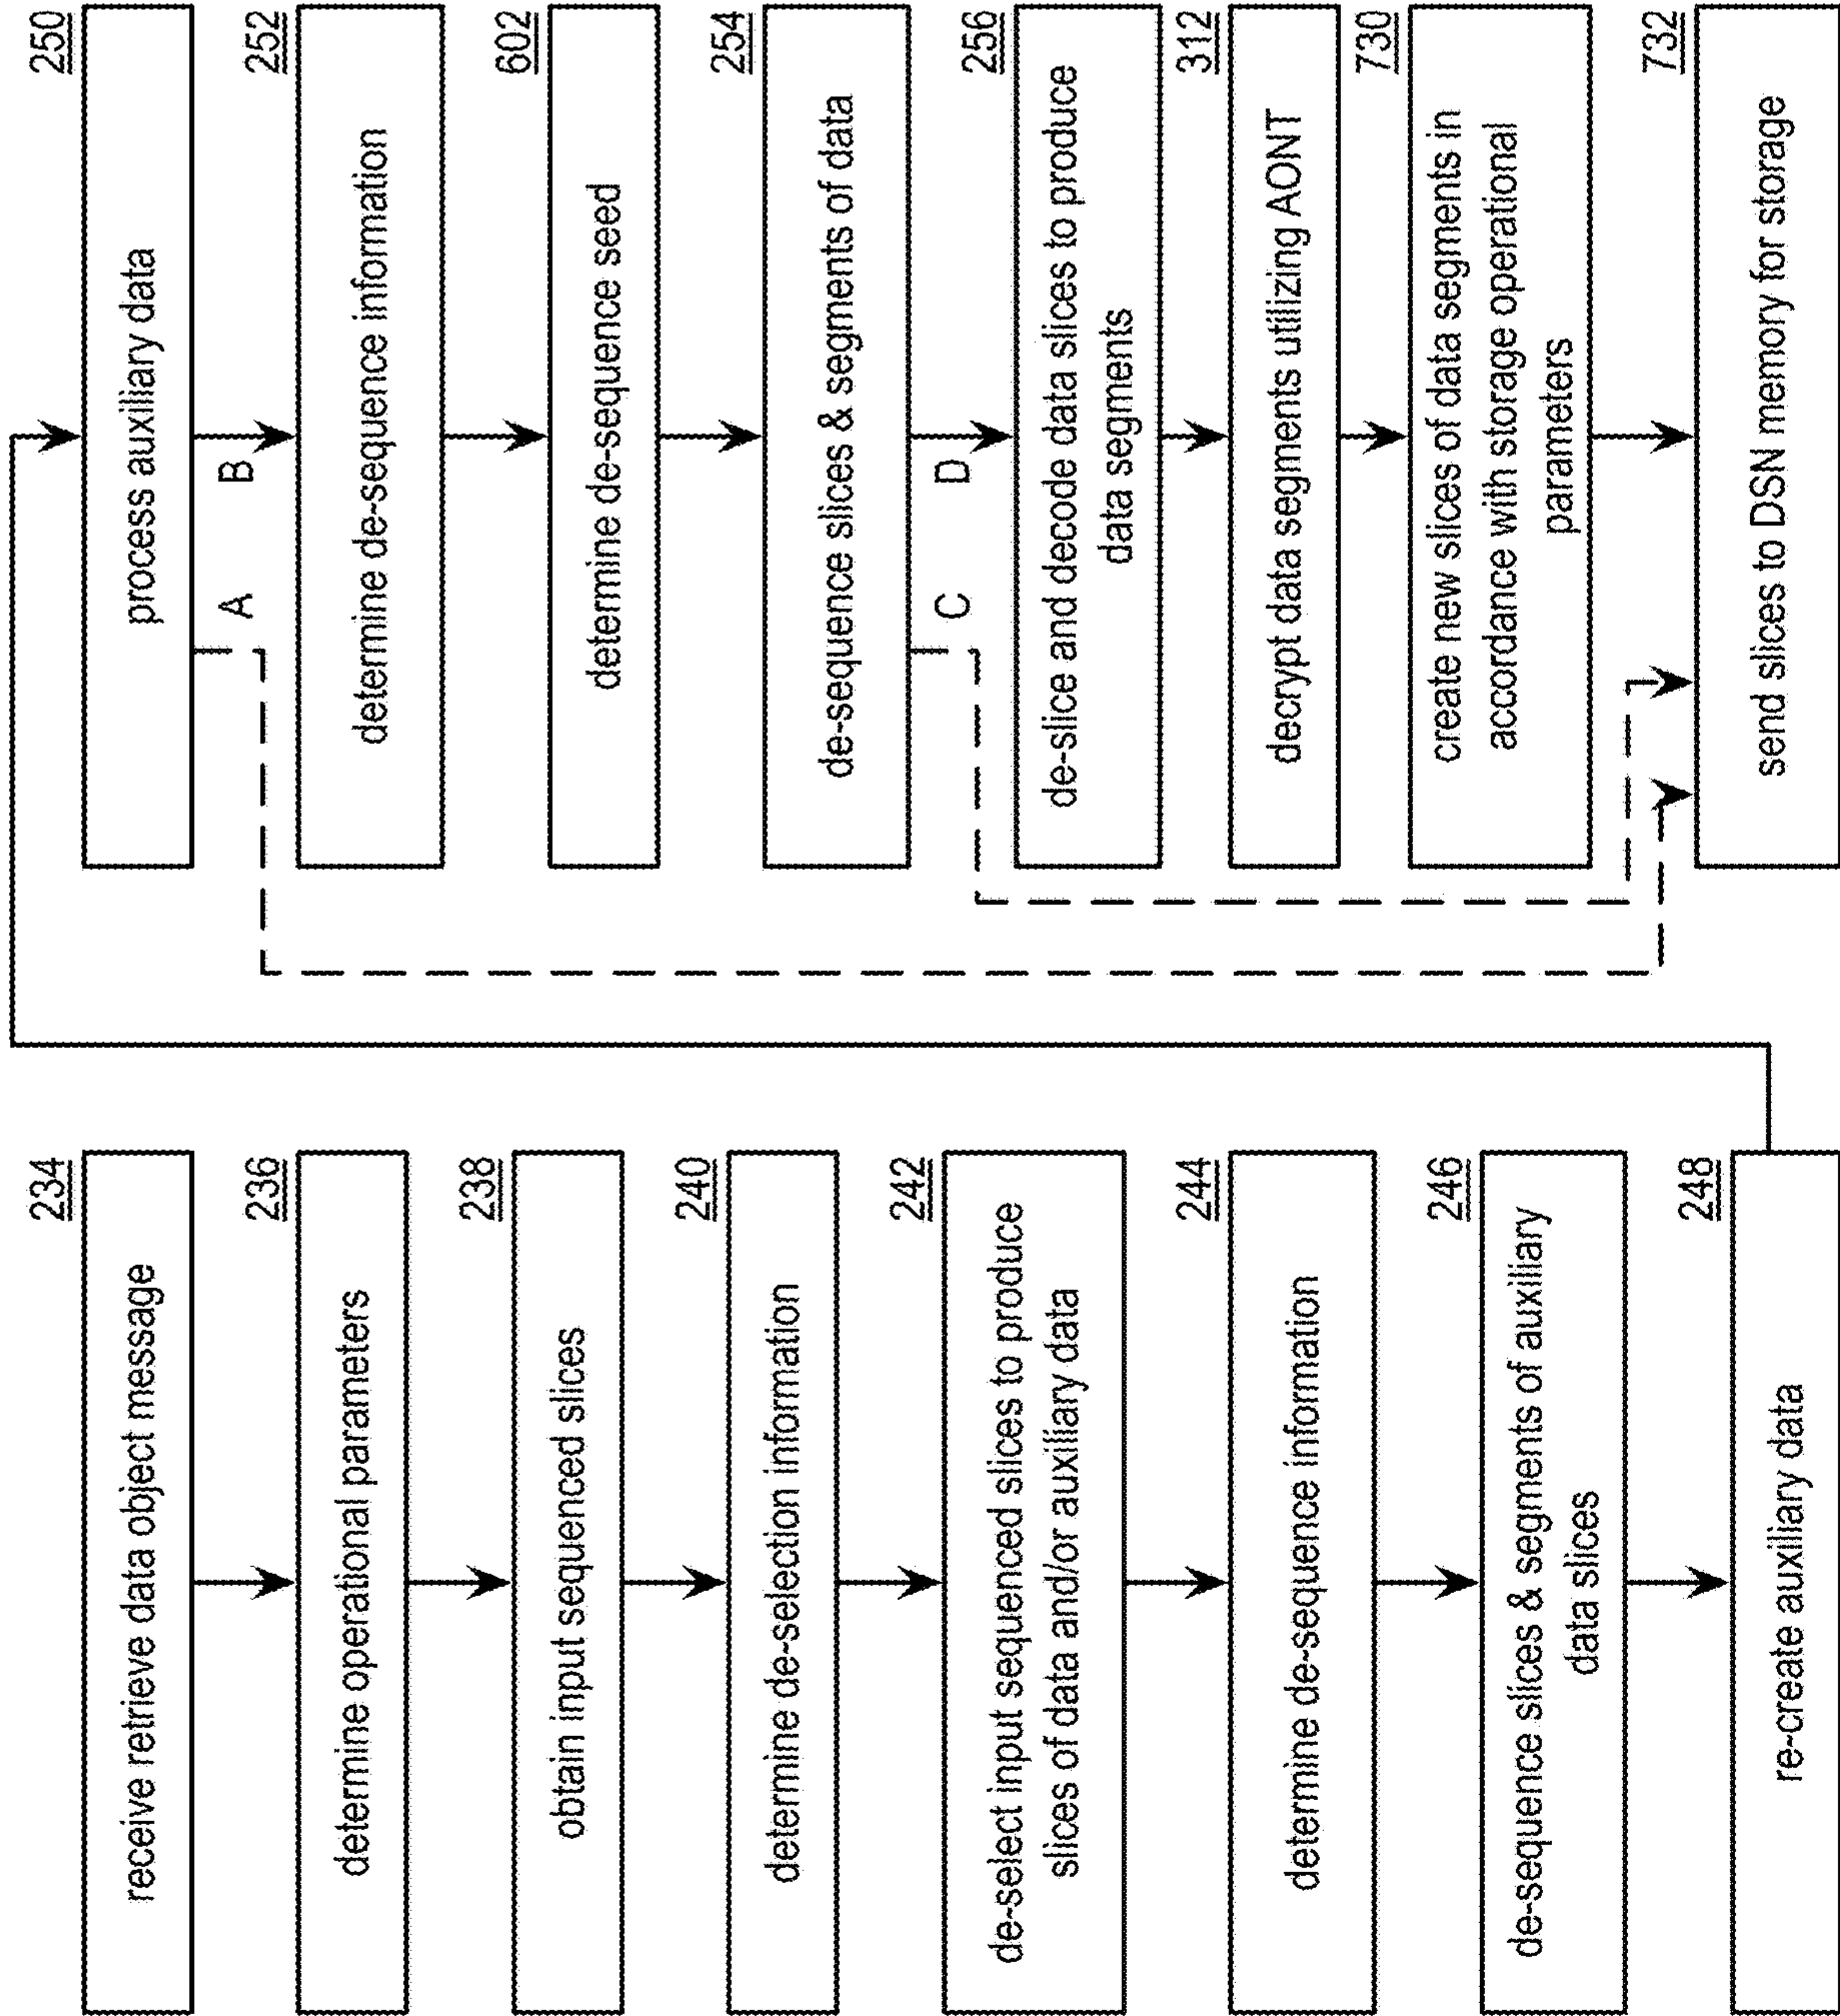 234
receive retrieve data object message
236
determine operational parameters
238
obtain input sequenced slices
240
determine de-selection information
242
de-select input sequenced slices to produce
slices of data and/or auxiliary data
244
determine de-sequence information
246
de-sequence slices & segments of auxiliary
data slices
248
re-create auxiliary data
250
process auxiliary data
A
B
252
determine de-sequence information
602
determine de-sequence seed
254
de-sequence slices & segments of data
C
D
256
de-slice and decode data slices to produce
data segments
312
decrypt data segments utilizing AONT
730
create new slices of data segments in
accordance with storage operational
parameters
732
send slices to DSN memory for storage